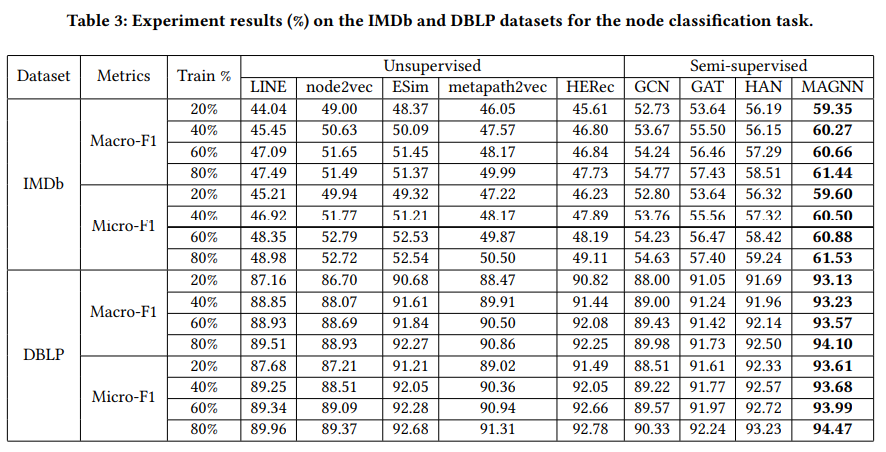 Table 3: Experiment results (%) on the IMDb and DBLP datasets for the node classification task.
Dataset Metrics Train % Unsupervised Semi-supervised
LINE node2vec ESim metapath2vec HERec GCN GAT HAN MAGNN
IMDb Macro-F1 20% 44.04 49.00 48.37 46.05 45.61 52.73 53.64 56.19 59.35
40% 45.45 50.63 50.09 47.57 46.80 53.67 55.50 56.15 60.27
60% 47.09 51.65 51.45 48.17 46.84 54.24 56.46 57.29 60.66
80% 47.49 51.49 51.37 49.99 47.73 54.77 57.43 58.51 61.44
Micro-F1 20% 45.21 49.94 49.32 47.22 46.23 52.80 53.64 56.32 59.60
40% 46.92 51.77 51.21 48.17 47.89 53.76 55.56 57.32 60.50
60% 48.35 52.79 52.53 49.87 48.19 54.23 56.47 58.42 60.88
80% 48.98 52.72 52.54 50.50 49.11 54.63 57.40 59.24 61.53
DBLP Macro-F1 20% 87.16 86.70 90.68 88.47 90.82 88.00 91.05 91.69 93.13
40% 88.85 88.07 91.61 89.91 91.44 89.00 91.24 91.96 93.23
60% 88.93 88.69 91.84 90.50 92.08 89.43 91.42 92.14 93.57
80% 89.51 88.93 92.27 90.86 92.25 89.98 91.73 92.50 94.10
Micro-F1 20% 87.68 87.21 91.21 89.02 91.49 88.51 91.61 92.33 93.61
40% 89.25 88.51 92.05 90.36 92.05 89.22 91.77 92.57 93.68
60% 89.34 89.09 92.28 90.94 92.66 89.57 91.97 92.72 93.99
80% 89.96 89.37 92.68 91.31 92.78 90.33 92.24 93.23 94.47